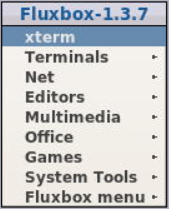 Fluxbox-1.3.7
xterm
Terminals
Net
Editors
Multimedia
Office
Games
System Tools
Fluxbox menu